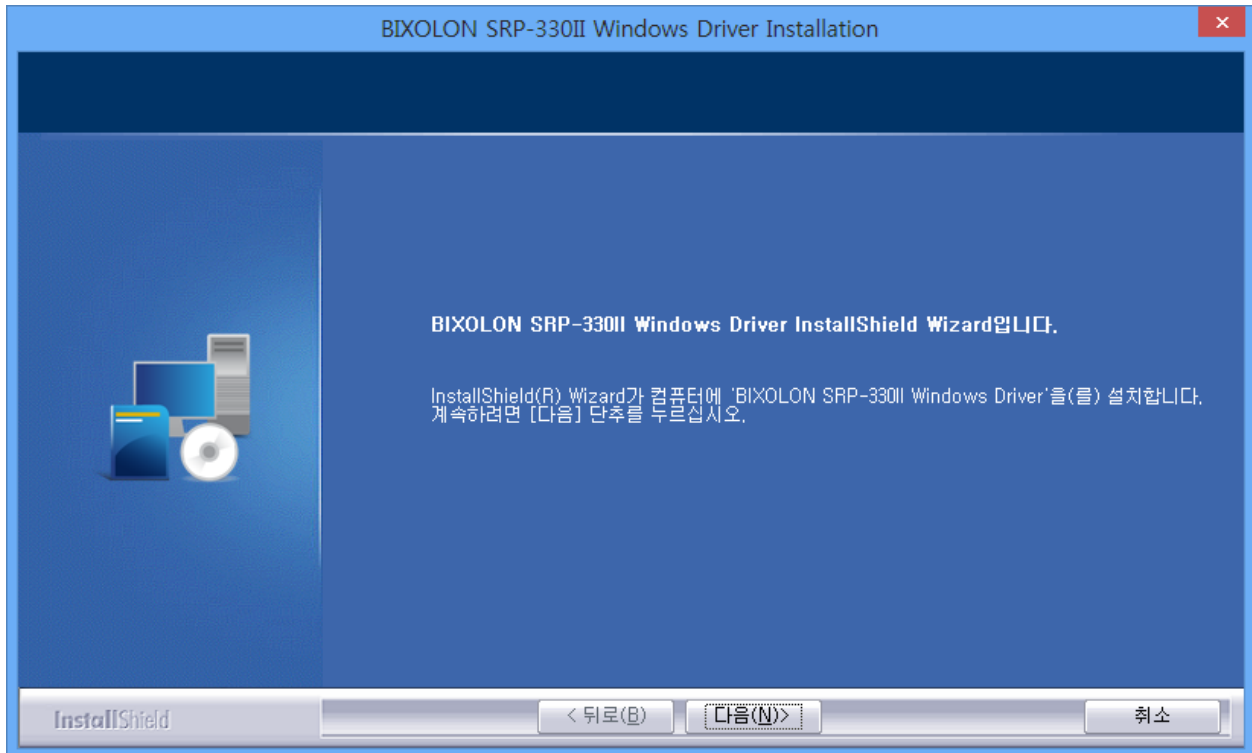 BIXOLON SRP-330II Windows Driver Installation
BIXOLON SRP-330II Windows Driver InstallShield Wizard입니다.
InstallShield(R) Wizard가 컴퓨터에 'BIXOLON SRP-330II Windows Driver'을(를) 설치합니다.
계속하려면 [다음] 단추를 누르십시오.
InstallShield
< 뒤로(B)
다음(N)>
취소